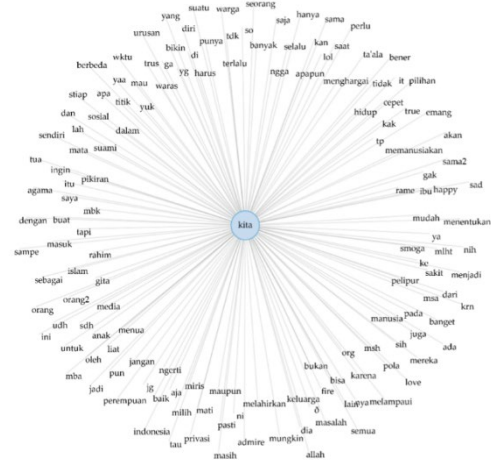 seorang
suatu warga
yang
diri
saja hanya sama
urusan
punya tdk so
perlu
bikin
banyak selalu kan saat
wktu
di
lol
ta'ala bener
berbeda
trus ga
terlalu
yg harus
ngga apapun
menghargai tidak it pilihan
yaa mau waras
stiap apa
titik yuk
hidup cepet
true emang
dan sosial
kak
sendiri lah
dalam
akan
tp
mata suami
memanusiakan
tua
sama2
ingin
gak
itu pikiran
agama
rame ibu happy sad
saya
mbk
dengan buat
mudah menentukan
kita
tapi
ya
masuk
sampe
smoga mlht nih
rahim
ke
islam
sakit menjadi
sebagai
gita
pelipur
orang2
msa dari
media
krn
orang
manusia pada
udh sdh
banget
ini
anak menua
juga
untuk
liat
org msh sih
ada
oleh
mereka
jangan
bukan
pola
mba
pun
ngerti
karena
bisa
love
jadi
jg
miris
fire
perempuan baik aja
maupun
keluarga
melahirkan
milih mati
lainnya melampaui
ni
õ
pasti
masalah
indonesia
dia
semua
privasi
admire mungkin
tau
masih
allah